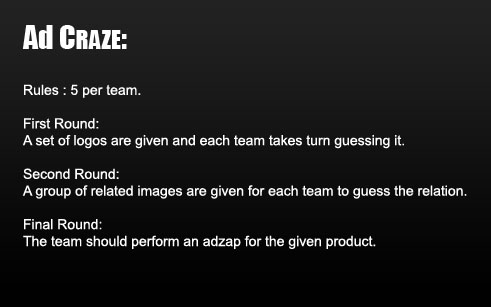 Ad Craze:
Rules : 5 per team.
First Round:
A set of logos are given and each team takes turn guessing it.
Second Round:
A group of related images are given for each team to guess the relation.
Final Round:
The team should perform an adzap for the given product.